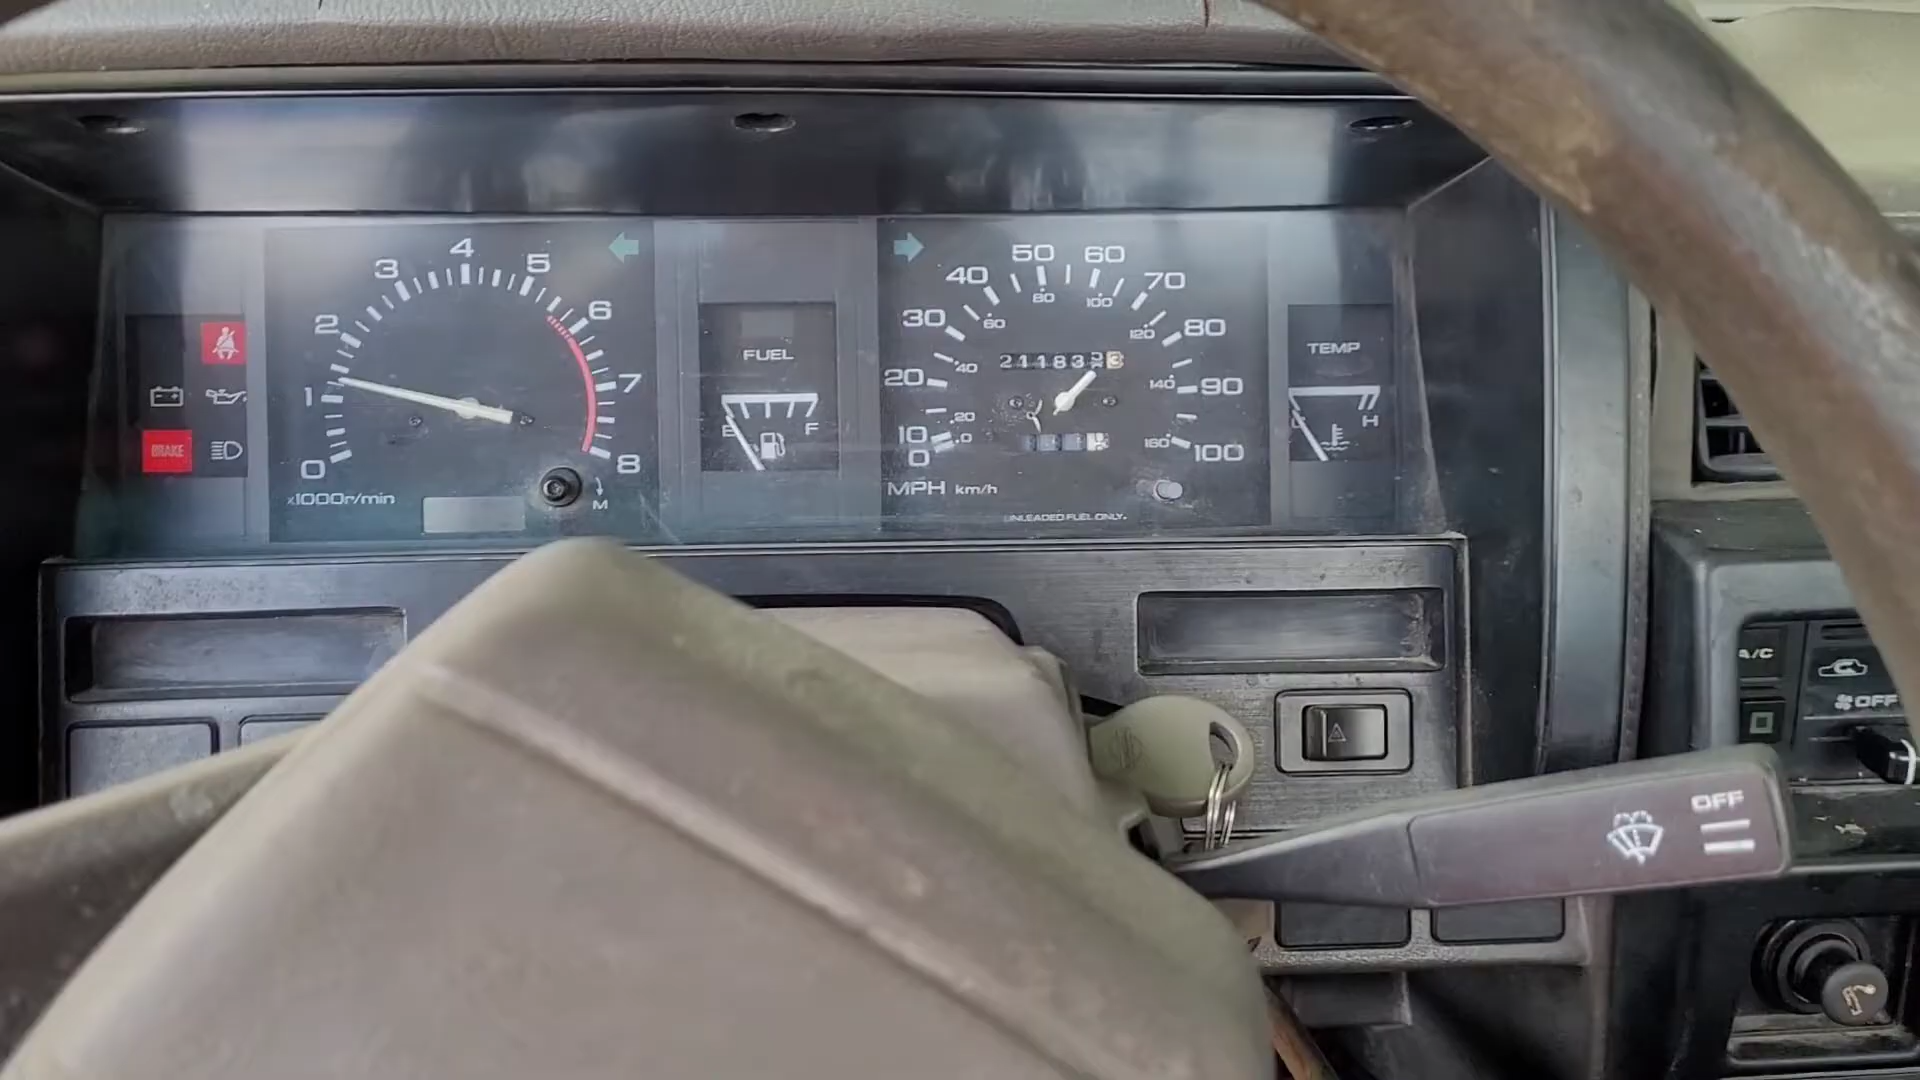 0 1 2 3 4 5 6 7 8
x1000r/min
M
BRAKE
FUEL
E F
0 10 20 30 40 50 60 70 80 90 100
0 20 40 60 80 100 120 140 160
MPH km/h
UNLEADED FUEL ONLY.
TEMP
H
A/C
OFF
OFF